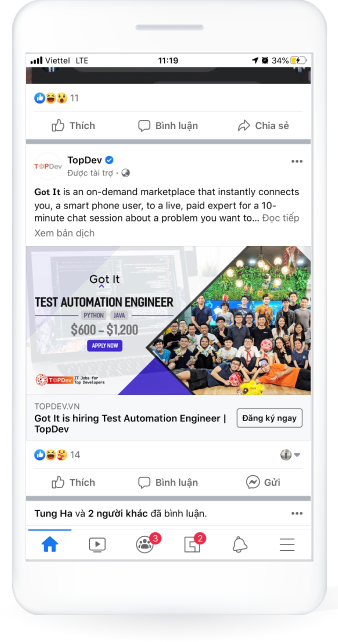 Viettel LTE 11:19 34%
11
Thích Bình luận Chia sẻ
TOPDev TopDev
Được tài trợ ·
Got It is an on-demand marketplace that instantly connects
you, a smart phone user, to a live, paid expert for a 10-
minute chat session about a problem you want to... Đọc tiếp
Xem bản dịch
Got It
TEST AUTOMATION ENGINEER
PYTHON JAVA
$600 – $1,200
APPLY NOW
TOPDev IT Jobs for
Top Developers
TOPDEV.VN
Got It is hiring Test Automation Engineer |
TopDev
Đăng ký ngay
14
Thích Bình luận Gửi
Tung Ha và 2 người khác đã bình luận.
3 2